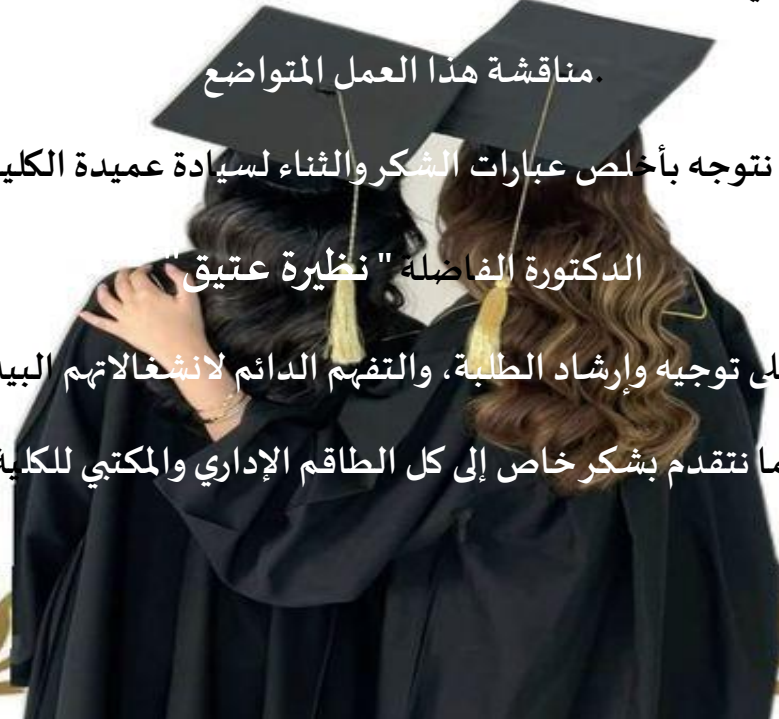 مناقشة هذا العمل المتواضع.
نتوجه بأخلص عبارات الشكر والثناء لسيادة عميدة الكلي
الدكتورة الفاضلة " نظيرة عتيق"
لى توجيه وإرشاد الطلبة، والتفهم الدائم لانشغالاتهم البيد
ما نتقدم بشكر خاص إلى كل الطاقم الإداري والمكتبي للكلية